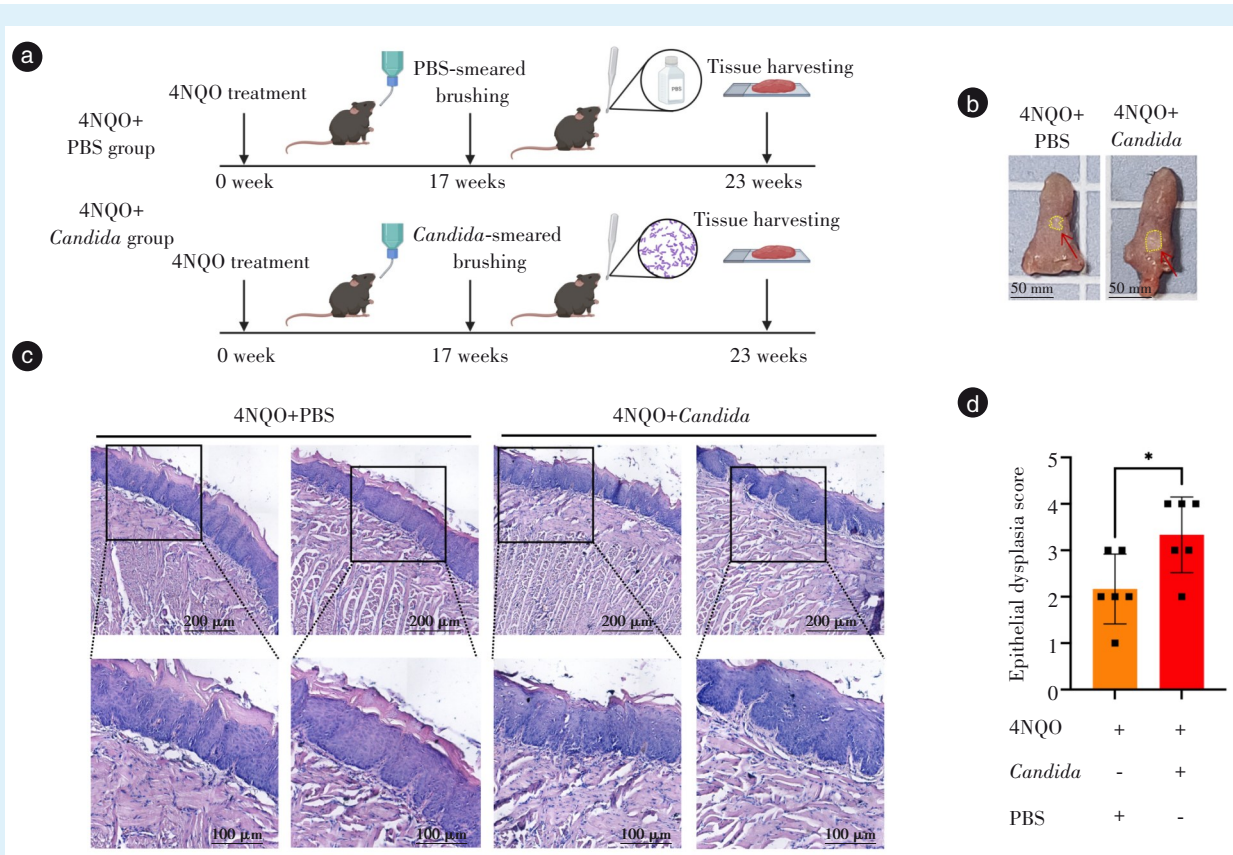 a
4NQO treatment
PBS-smeared
brushing
PBS
Tissue harvesting
4NQO+
PBS group
0 week
17 weeks
23 weeks
4NQO+
Candida group
4NQO treatment
Candida-smeared
brushing
Tissue harvesting
0 week
17 weeks
23 weeks
b
4NQO+
PBS
4NQO+
Candida
50 mm
50 mm
c
4NQO+PBS
4NQO+Candida
200 μm
200 μm
200 μm
200 μm
100 μm
100 μm
100 μm
100 μm
d
Epithelial dysplasia score
5
4
3
2
1
0
*
4NQO + +
Candida - +
PBS + -